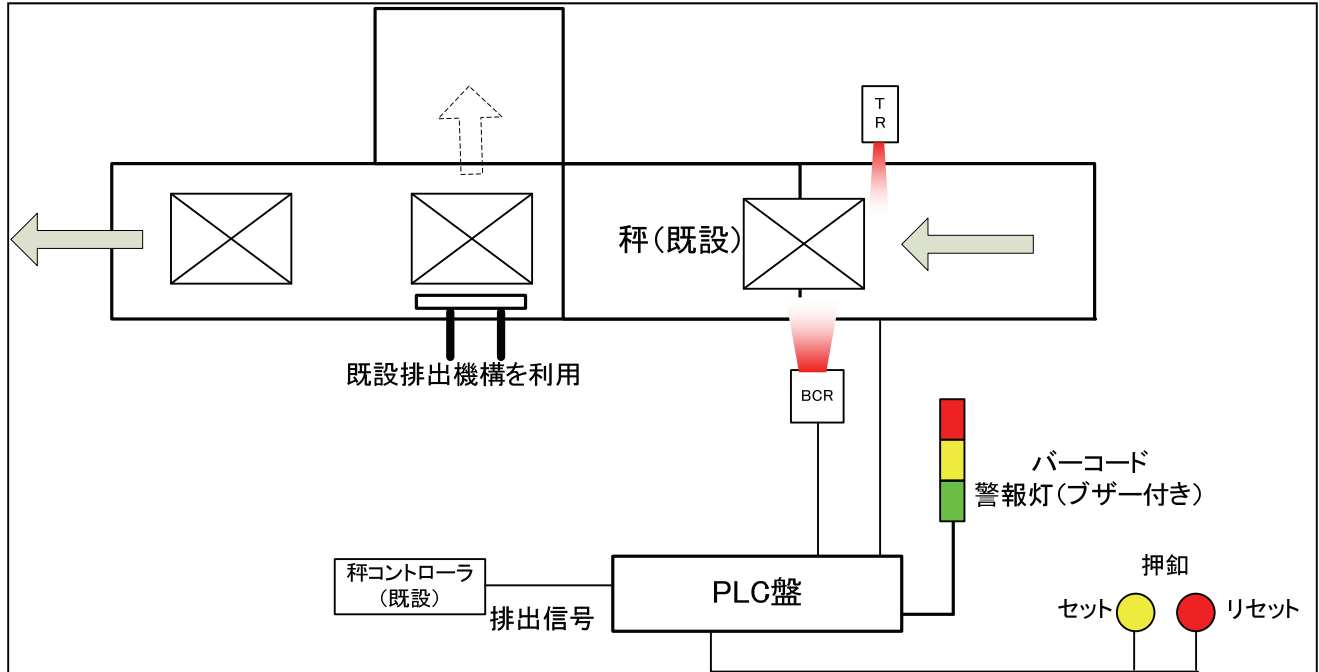 T
R
秤(既設)
既設排出機構を利用
BCR
バーコード
警報灯(ブザー付き)
秤コントローラ
(既設)
排出信号
PLC盤
押釦
セット
リセット